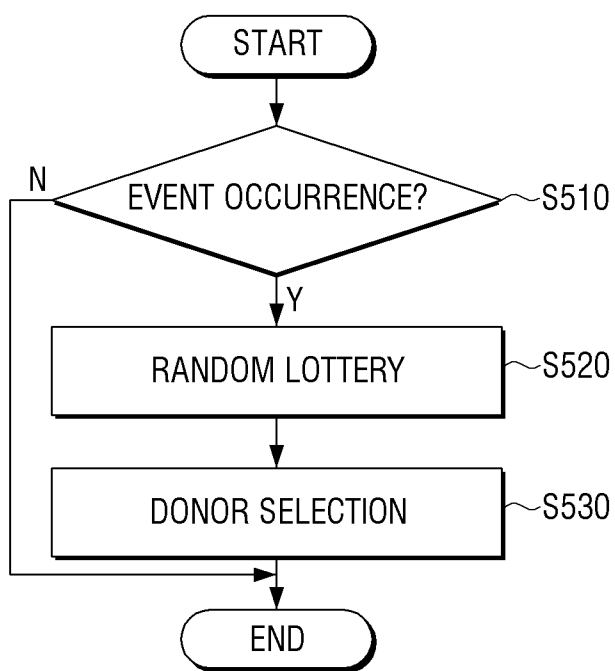 START
N
EVENT OCCURRENCE?
S510
Y
RANDOM LOTTERY
S520
DONOR SELECTION
S530
END